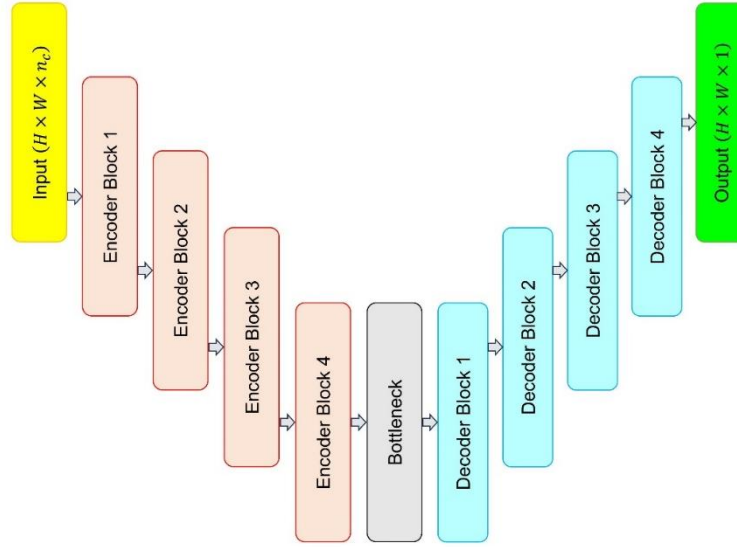 Input (H × W × n_c)
Encoder Block 1
Encoder Block 2
Encoder Block 3
Encoder Block 4
Bottleneck
Decoder Block 1
Decoder Block 2
Decoder Block 3
Decoder Block 4
Output (H × W × 1)